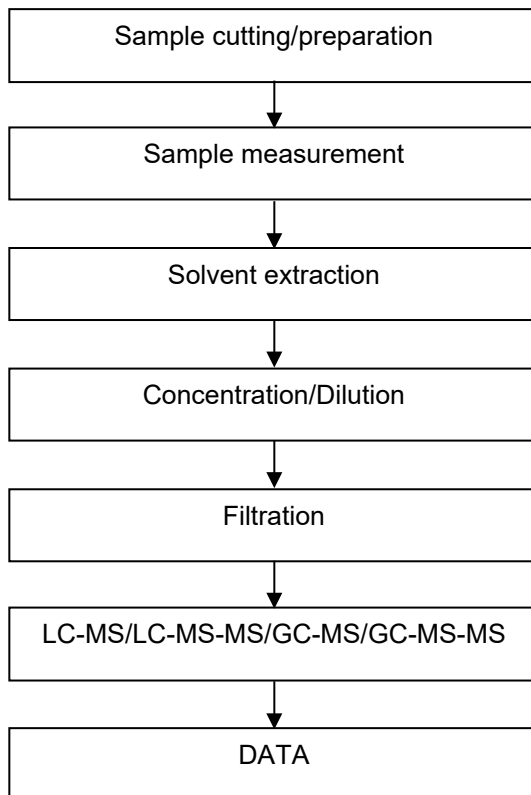 Sample cutting/preparation
Sample measurement
Solvent extraction
Concentration/Dilution
Filtration
LC-MS/LC-MS-MS/GC-MS/GC-MS-MS
DATA